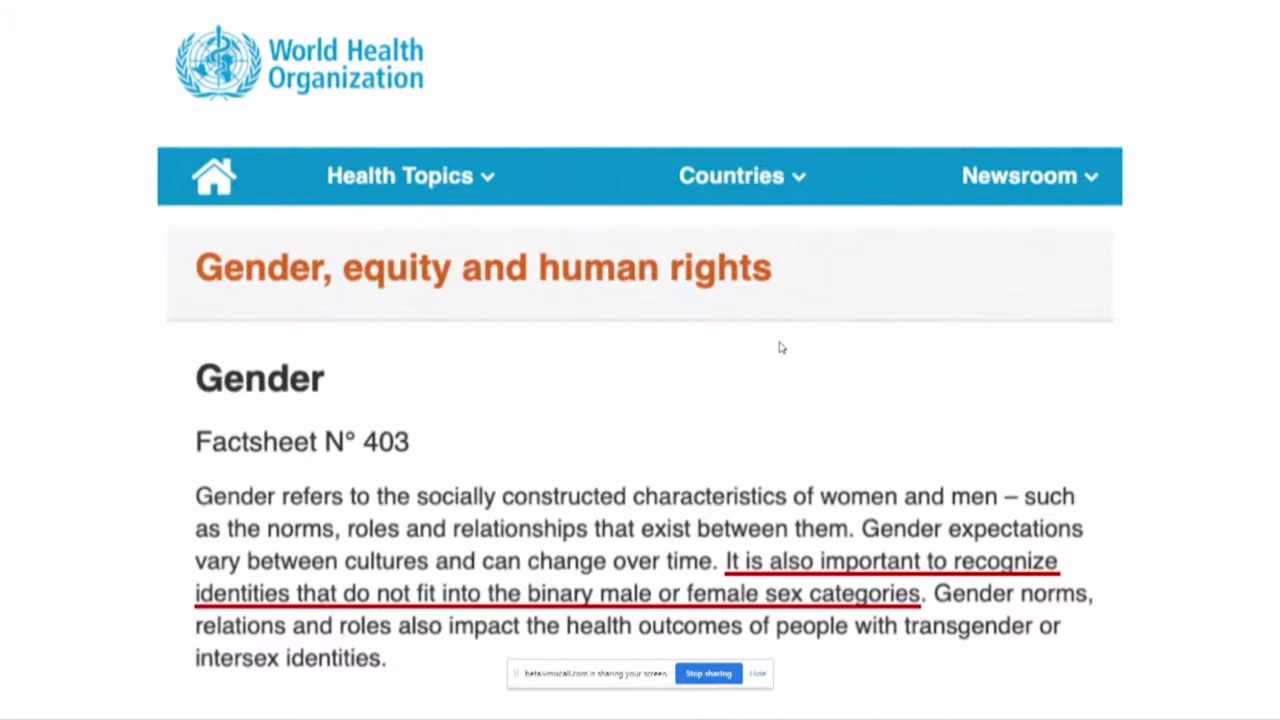 World Health
Organization
Health Topics
Countries
Newsroom
Gender, equity and human rights
Gender
Factsheet N° 403
Gender refers to the socially constructed characteristics of women and men – such
as the norms, roles and relationships that exist between them. Gender expectations
vary between cultures and can change over time. It is also important to recognize
identities that do not fit into the binary male or female sex categories. Gender norms,
relations and roles also impact the health outcomes of people with transgender or
intersex identities.
is sharing your screen. Stop sharing Hide